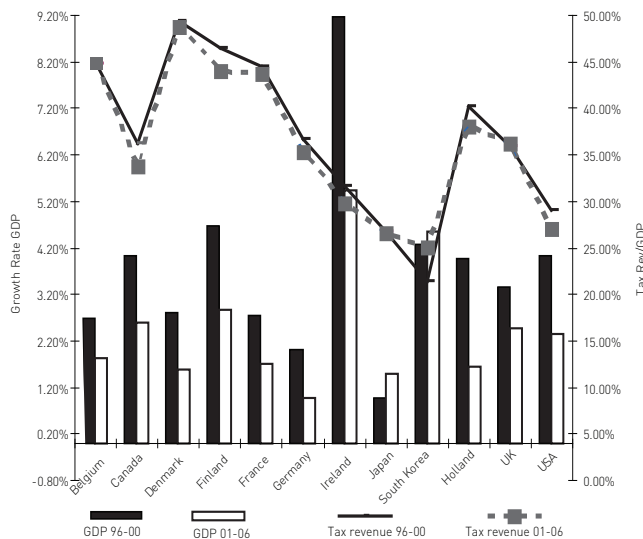 9.20%
8.20%
7.20%
6.20%
5.20%
4.20%
3.20%
2.20%
1.20%
0.20%
-0.80%
Growth Rate GDP
50.00%
45.00%
40.00%
35.00%
30.00%
25.00%
20.00%
15.00%
10.00%
5.00%
0.00%
Tax Rev/GDP
Belgium
Canada
Denmark
Finland
France
Germany
Ireland
Japan
South Korea
Holland
UK
USA
GDP 96-00
GDP 01-06
Tax revenue 96-00
Tax revenue 01-06